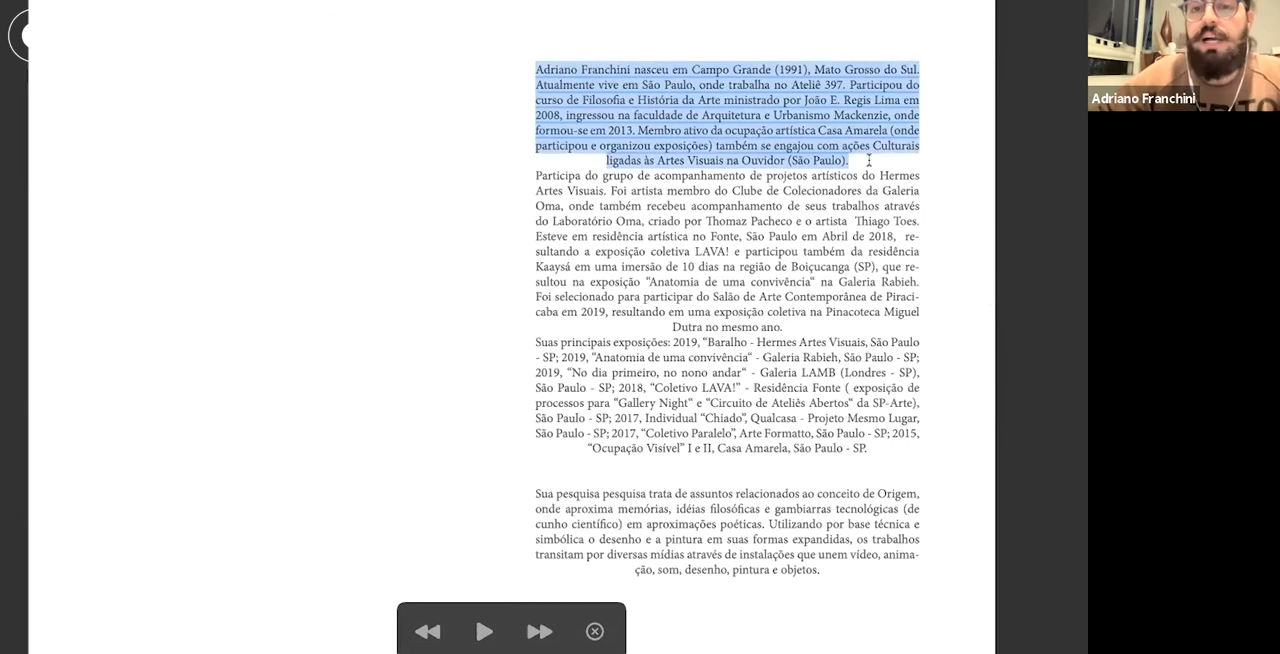 Adriano Franchini nasceu em Campo Grande (1991), Mato Grosso do Sul.
Atualmente vive em São Paulo, onde trabalha no Ateliê 397. Participou do
curso de Filosofia e História da Arte ministrado por João E. Regis Lima em
2008, ingressou na faculdade de Arquitetura e Urbanismo Mackenzie, onde
formou-se em 2013. Membro ativo da ocupação artística Casa Amarela (onde
participou e organizou exposições) também se engajou com ações Culturais
ligadas às Artes Visuais na Ouvidor (São Paulo).
Participa do grupo de acompanhamento de projetos artísticos do Hermes
Artes Visuais. Foi artista membro do Clube de Colecionadores da Galeria
Oma, onde também recebeu acompanhamento de seus trabalhos através
do Laboratório Oma, criado por Thomaz Pacheco e o artista Thiago Toes.
Esteve em residência artística no Fonte, São Paulo em Abril de 2018, re-
sultando a exposição coletiva LAVA! e participou também da residência
Kaaysá em uma imersão de 10 dias na região de Boiçucanga (SP), que re-
sultou na exposição "Anatomia de uma convivência“ na Galeria Rabieh.
Foi selecionado para participar do Salão de Arte Contemporânea de Piraci-
caba em 2019, resultando em uma exposição coletiva na Pinacoteca Miguel
Dutra no mesmo ano.
Suas principais exposições: 2019, “Baralho - Hermes Artes Visuais, São Paulo
- SP; 2019, “Anatomia de uma convivência“ - Galeria Rabieh, São Paulo - SP;
2019, “No dia primeiro, no nono andar“ - Galeria LAMB (Londres - SP),
São Paulo - SP; 2018, “Coletivo LAVA!” - Residência Fonte ( exposição de
processos para “Gallery Night“ e “Circuito de Ateliês Abertos“ da SP-Arte),
São Paulo - SP; 2017, Individual “Chiado”, Qualcasa - Projeto Mesmo Lugar,
São Paulo - SP; 2017, “Coletivo Paralelo”, Arte Formatto, São Paulo - SP; 2015,
“Ocupação Visível” I e II, Casa Amarela, São Paulo - SP.
Sua pesquisa pesquisa trata de assuntos relacionados ao conceito de Origem,
onde aproxima memórias, idéias filosóficas e gambiarras tecnológicas (de
cunho científico) em aproximações poéticas. Utilizando por base técnica e
simbólica o desenho e a pintura em suas formas expandidas, os trabalhos
transitam por diversas mídias através de instalações que unem vídeo, anima-
ção, som, desenho, pintura e objetos.
Adriano Franchini